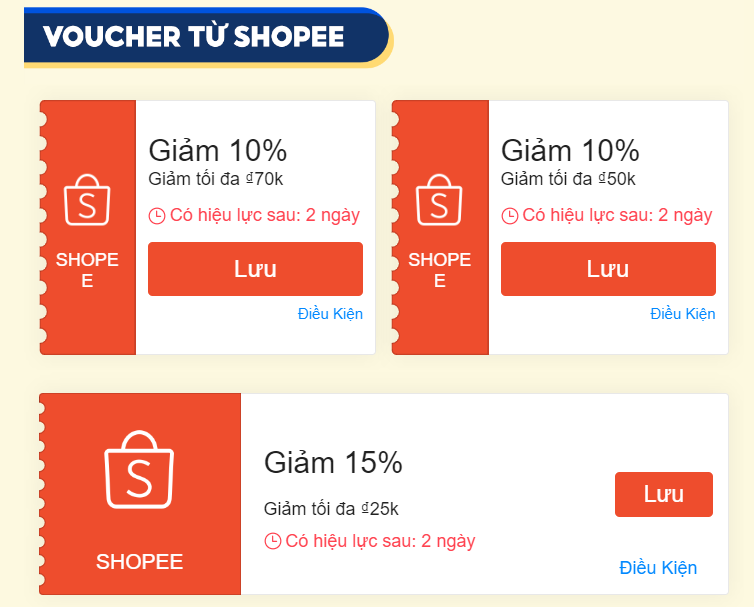 VOUCHER TỪ SHOPEE
SHOPE
E
Giảm 10%
Giảm tối đa ₫70k
Có hiệu lực sau: 2 ngày
Lưu
Điều Kiện
SHOPE
E
Giảm 10%
Giảm tối đa ₫50k
Có hiệu lực sau: 2 ngày
Lưu
Điều Kiện
SHOPEE
Giảm 15%
Giảm tối đa ₫25k
Có hiệu lực sau: 2 ngày
Lưu
Điều Kiện